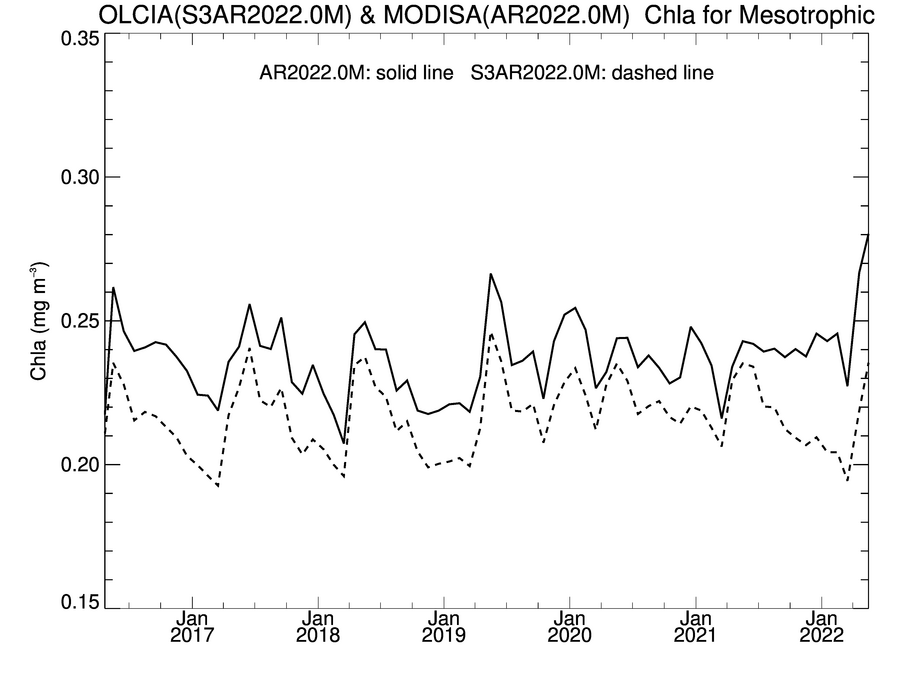 OLCIA(S3AR2022.0M) & MODISA(AR2022.0M)  Chla for Mesotrophic
0.35
AR2022.0M: solid line   S3AR2022.0M: dashed line
0.30
0.25
Chla (mg m⁻³)
0.20
0.15
Jan Jan Jan Jan Jan Jan
2017 2018 2019 2020 2021 2022